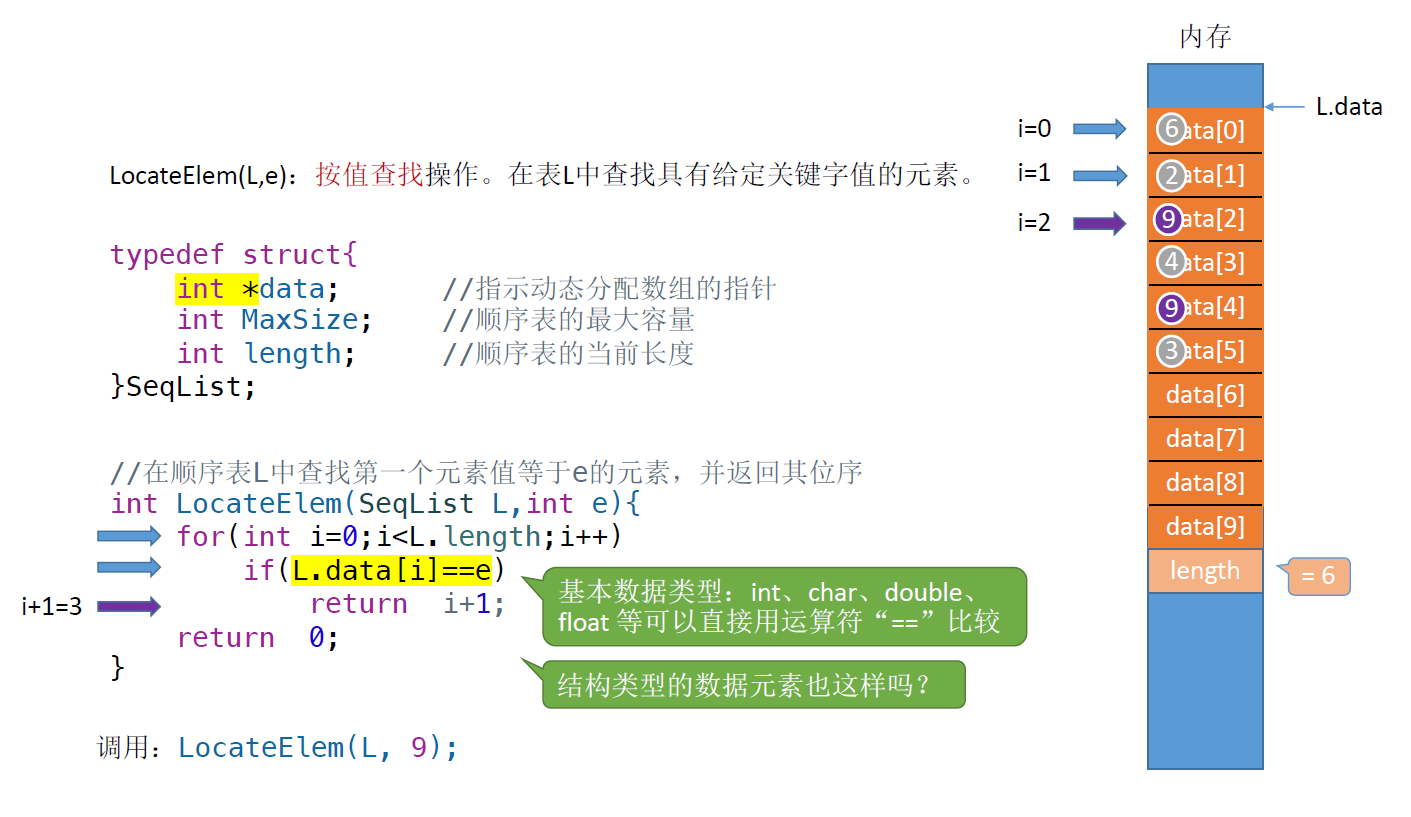 内存
L.data
i=0
6 ata[0]
LocateElem(L,e)：按值查找操作。在表L中查找具有给定关键字值的元素。
i=1
2 ata[1]
i=2
9 ata[2]
typedef struct{
4 ata[3]
int *data; //指示动态分配数组的指针
9 ata[4]
int MaxSize; //顺序表的最大容量
int length; //顺序表的当前长度
3 ata[5]
}SeqList;
data[6]
data[7]
//在顺序表L中查找第一个元素值等于e的元素，并返回其位序
data[8]
int LocateElem(SeqList L,int e){
data[9]
for(int i=0;i<L.length;i++)
if(L.data[i]==e)
length
= 6
i+1=3
return i+1;
基本数据类型：int、char、double、
float 等可以直接用运算符“==”比较
return 0;
}
结构类型的数据元素也这样吗？
调用：LocateElem(L, 9);